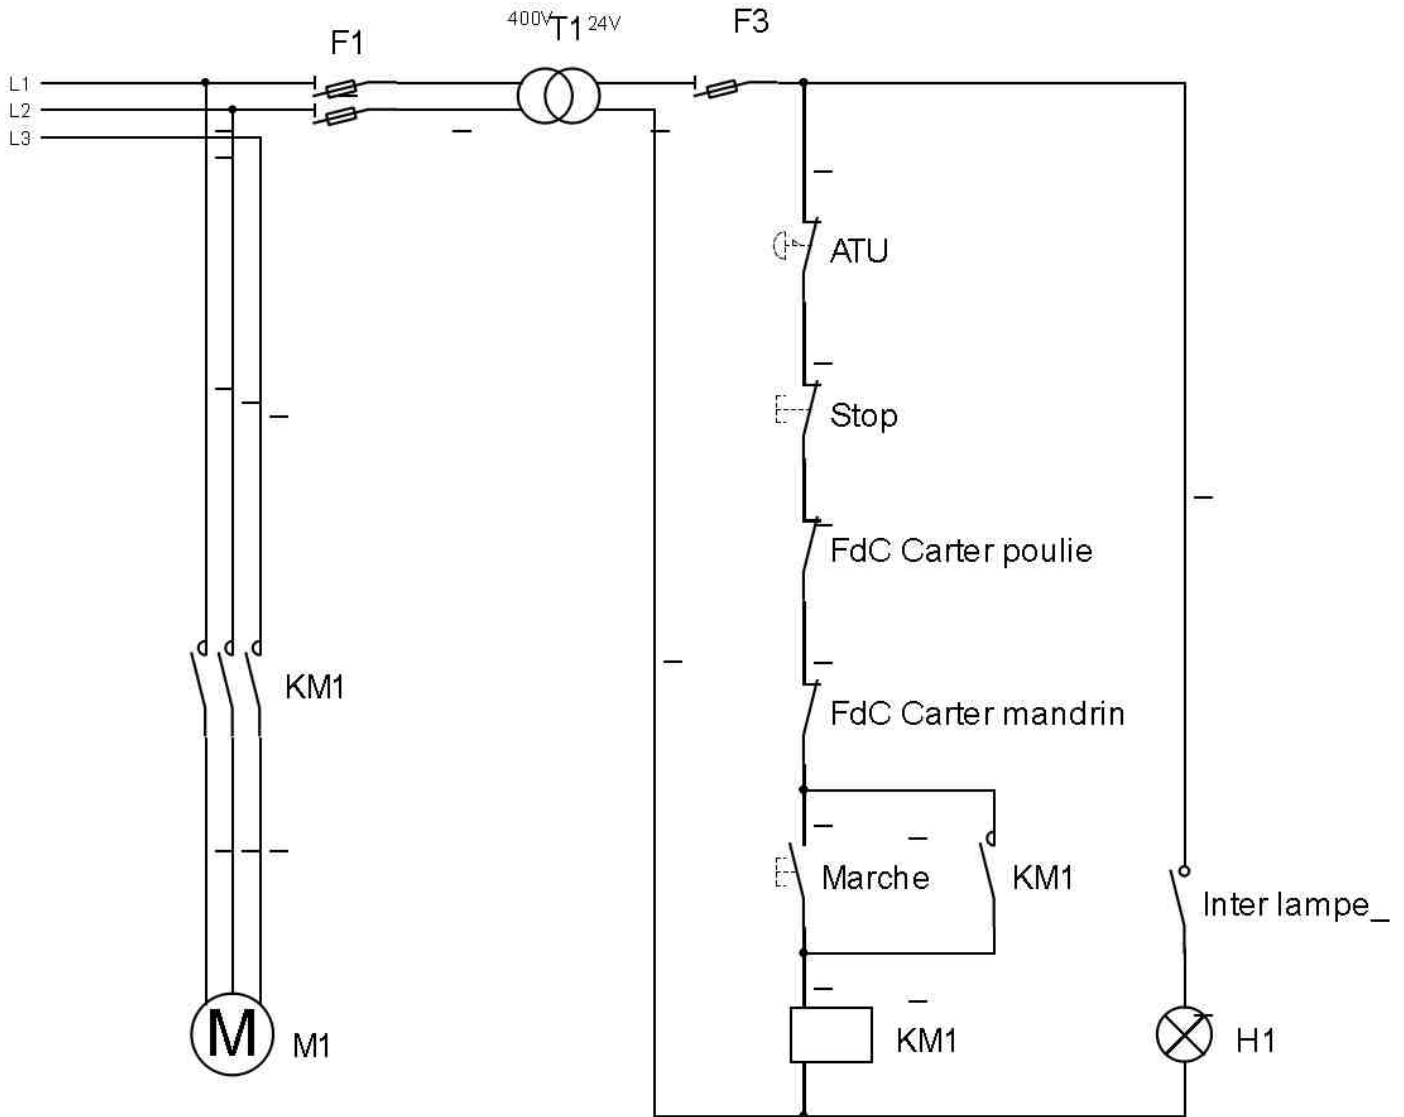 400V T1 24V
F3
F1
L1
L2
L3
ATU
Stop
FdC Carter poulie
KM1
FdC Carter mandrin
Marche
KM1
Inter lampe_
M
M1
KM1
H1